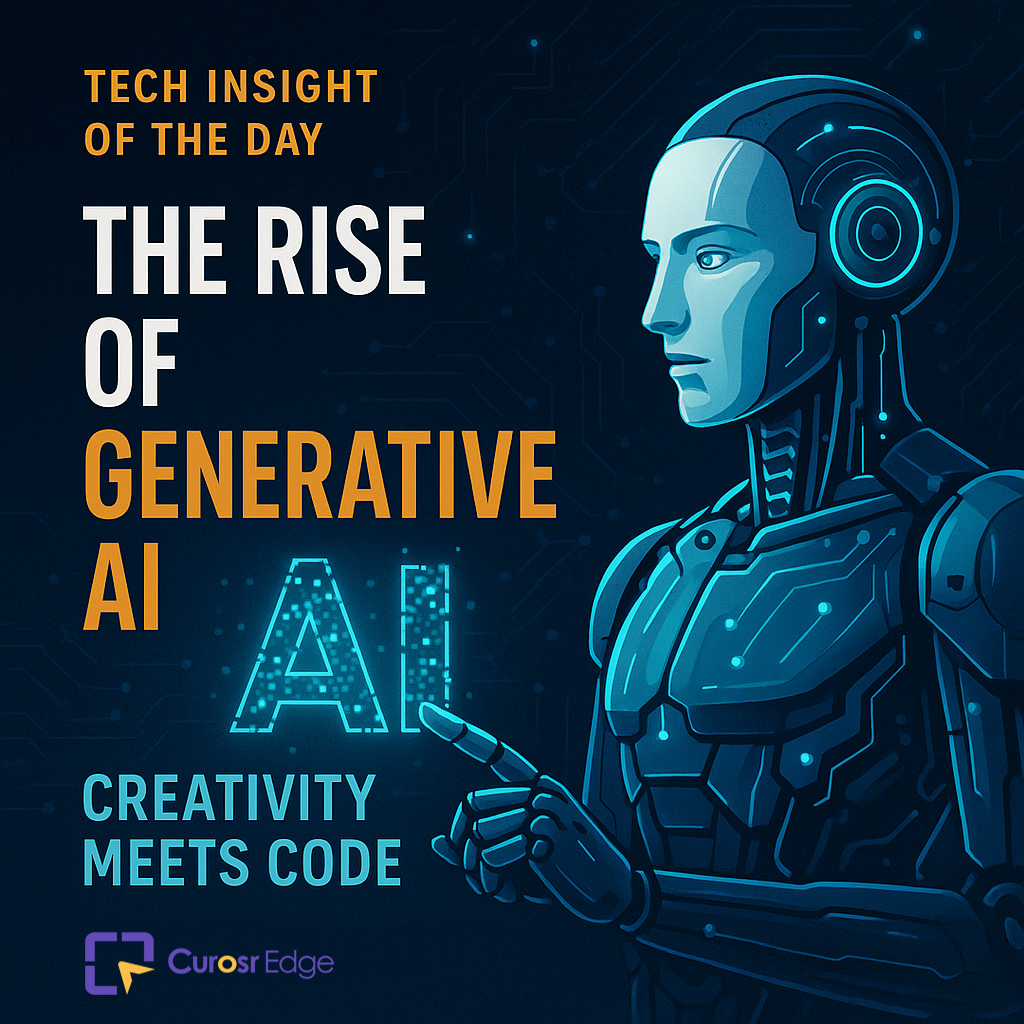 TECH INSIGHT
OF THE DAY
THE RISE
OF
GENERATIVE
AI
AI
CREATIVITY
MEETS CODE
Curosr Edge